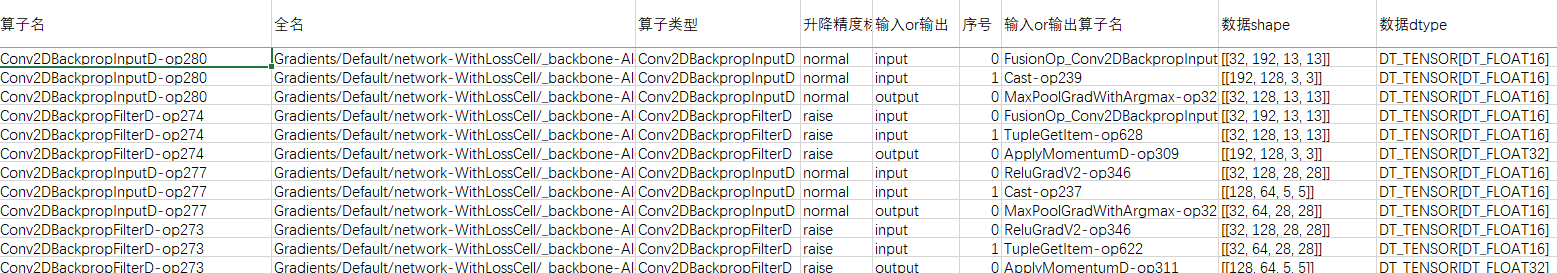 算子名 全名 算子类型 升降精度标 输入or输出 序号 输入or输出算子名 数据shape 数据dtype
Conv2DBackpropInputD-op280 Gradients/Default/network-WithLossCell/_backbone-Al Conv2DBackpropInputD normal input 0 FusionOp_Conv2DBackpropInput [[32, 192, 13, 13]] DT_TENSOR[DT_FLOAT16]
Conv2DBackpropInputD-op280 Gradients/Default/network-WithLossCell/_backbone-Al Conv2DBackpropInputD normal input 1 Cast-op239 [[192, 128, 3, 3]] DT_TENSOR[DT_FLOAT16]
Conv2DBackpropInputD-op280 Gradients/Default/network-WithLossCell/_backbone-Al Conv2DBackpropInputD normal output 0 MaxPoolGradWithArgmax-op32 [[32, 128, 13, 13]] DT_TENSOR[DT_FLOAT16]
Conv2DBackpropFilterD-op274 Gradients/Default/network-WithLossCell/_backbone-Al Conv2DBackpropFilterD raise input 0 FusionOp_Conv2DBackpropInput [[32, 192, 13, 13]] DT_TENSOR[DT_FLOAT16]
Conv2DBackpropFilterD-op274 Gradients/Default/network-WithLossCell/_backbone-Al Conv2DBackpropFilterD raise input 1 TupleGetItem-op628 [[32, 128, 13, 13]] DT_TENSOR[DT_FLOAT16]
Conv2DBackpropFilterD-op274 Gradients/Default/network-WithLossCell/_backbone-Al Conv2DBackpropFilterD raise output 0 ApplyMomentumD-op309 [[192, 128, 3, 3]] DT_TENSOR[DT_FLOAT32]
Conv2DBackpropInputD-op277 Gradients/Default/network-WithLossCell/_backbone-Al Conv2DBackpropInputD normal input 0 ReluGradV2-op346 [[32, 128, 28, 28]] DT_TENSOR[DT_FLOAT16]
Conv2DBackpropInputD-op277 Gradients/Default/network-WithLossCell/_backbone-Al Conv2DBackpropInputD normal input 1 Cast-op237 [[128, 64, 5, 5]] DT_TENSOR[DT_FLOAT16]
Conv2DBackpropInputD-op277 Gradients/Default/network-WithLossCell/_backbone-Al Conv2DBackpropInputD normal output 0 MaxPoolGradWithArgmax-op32 [[32, 64, 28, 28]] DT_TENSOR[DT_FLOAT16]
Conv2DBackpropFilterD-op273 Gradients/Default/network-WithLossCell/_backbone-Al Conv2DBackpropFilterD raise input 0 ReluGradV2-op346 [[32, 128, 28, 28]] DT_TENSOR[DT_FLOAT16]
Conv2DBackpropFilterD-op273 Gradients/Default/network-WithLossCell/_backbone-Al Conv2DBackpropFilterD raise input 1 TupleGetItem-op622 [[32, 64, 28, 28]] DT_TENSOR[DT_FLOAT16]
Conv2DBackpropFilterD-op273 Gradients/Default/network-WithLossCell/_backbone-Al Conv2DBackpropFilterD raise output 0 ApplyMomentumD-op311 [[128, 64, 5, 5]] DT_TENSOR[DT_FLOAT32]